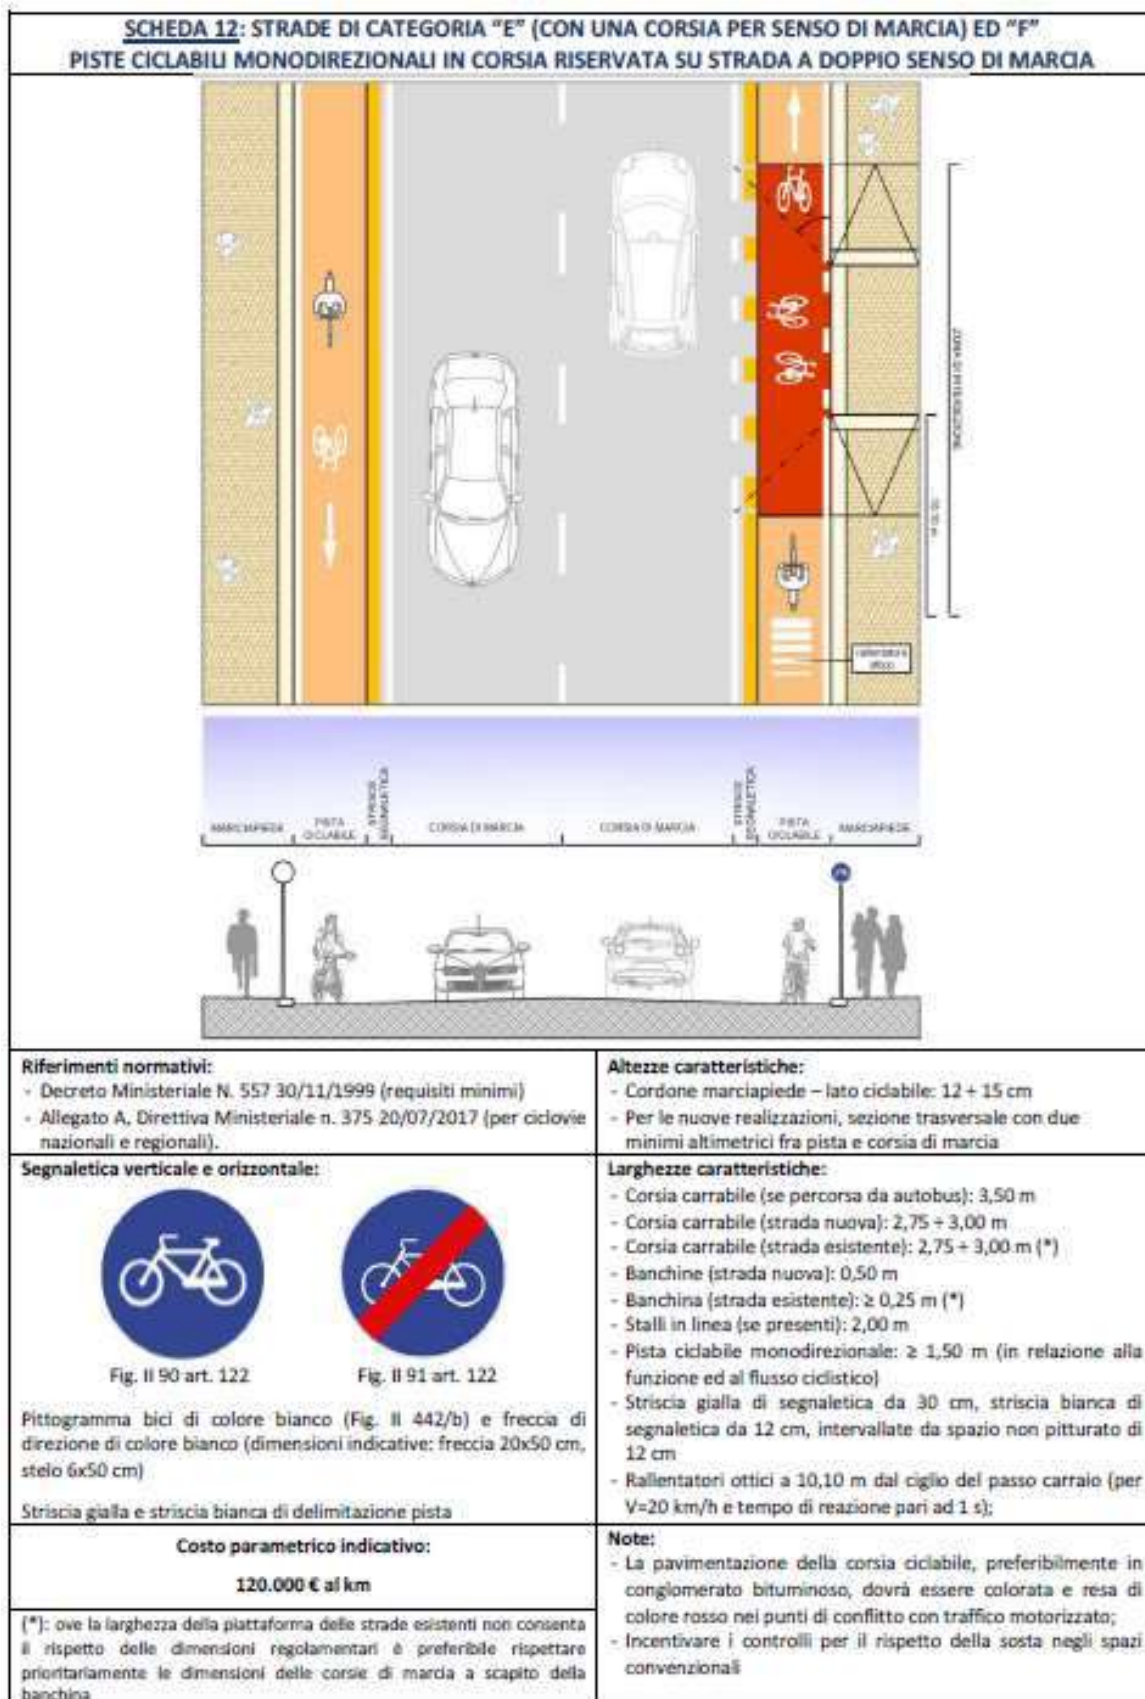 SCHEDA 12: STRADE DI CATEGORIA "E" (CON UNA CORSIA PER SENSO DI MARCIA) ED "F"
PISTE CICLABILI MONODIREZIONALI IN CORSIA RISERVATA SU STRADA A DOPPIO SENSO DI MARCIA
ZONA DI
10,10 m
rallentatore
ottico
MARCIAPIEDE
PISTA
CICLABILE
STRISCE
SEGNALETICA
CORSIA DI MARCIA
CORSIA DI MARCIA
STRISCE
SEGNALETICA
PISTA
CICLABILE
MARCIAPIEDE
Riferimenti normativi:
- Decreto Ministeriale N. 557 30/11/1999 (requisiti minimi)
- Allegato A, Direttiva Ministeriale n. 375 20/07/2017 (per ciclovie
nazionali e regionali).
Altezze caratteristiche:
- Cordone marciapiede – lato ciclabile: 12 ÷ 15 cm
- Per le nuove realizzazioni, sezione trasversale con due
minimi altimetrici fra pista e corsia di marcia
Segnaletica verticale e orizzontale:
Fig. II 90 art. 122
Fig. II 91 art. 122
Pittogramma bici di colore bianco (Fig. II 442/b) e freccia di
direzione di colore bianco (dimensioni indicative: freccia 20x50 cm,
stelo 6x50 cm)
Striscia gialla e striscia bianca di delimitazione pista
Larghezze caratteristiche:
- Corsia carrabile (se percorsa da autobus): 3,50 m
- Corsia carrabile (strada nuova): 2,75 ÷ 3,00 m
- Corsia carrabile (strada esistente): 2,75 ÷ 3,00 m (*)
- Banchine (strada nuova): 0,50 m
- Banchina (strada esistente): ≥ 0,25 m (*)
- Stalli in linea (se presenti): 2,00 m
- Pista ciclabile monodirezionale: ≥ 1,50 m (in relazione alla
funzione ed al flusso ciclistico)
- Striscia gialla di segnaletica da 30 cm, striscia bianca di
segnaletica da 12 cm, intervallate da spazio non pitturato di
12 cm
- Rallentatori ottici a 10,10 m dal ciglio del passo carraio (per
V=20 km/h e tempo di reazione pari ad 1 s);
Costo parametrico indicativo:
120.000 € al km
(*): ove la larghezza della piattaforma delle strade esistenti non consenta
il rispetto delle dimensioni regolamentari è preferibile rispettare
prioritariamente le dimensioni delle corsie di marcia a scapito della
banchina
Note:
- La pavimentazione della corsia ciclabile, preferibilmente in
conglomerato bituminoso, dovrà essere colorata e resa di
colore rosso nei punti di conflitto con traffico motorizzato;
- Incentivare i controlli per il rispetto della sosta negli spazi
convenzionali